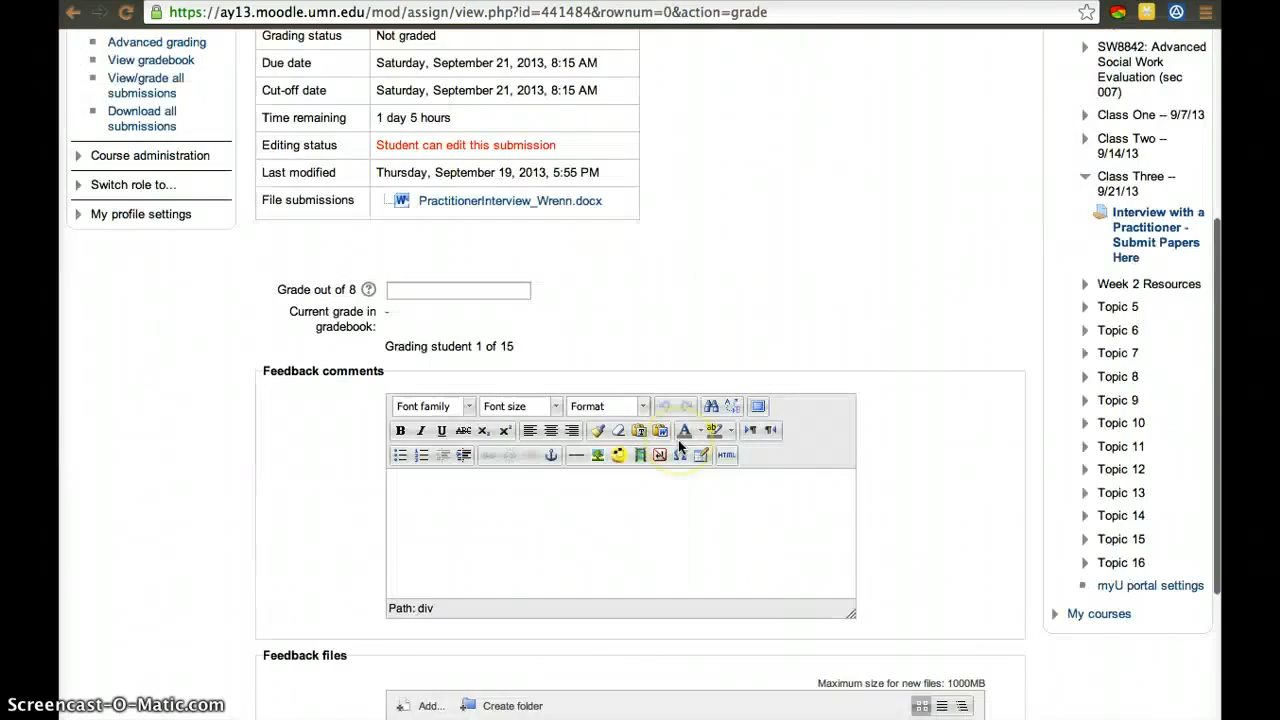 https://ay13.moodle.umn.edu/mod/assign/view.php?id=441484&rownum=0&action=grade
Advanced grading
View gradebook
View/grade all
submissions
Download all
submissions
Course administration
Switch role to...
My profile settings
Grading status Not graded
Due date Saturday, September 21, 2013, 8:15 AM
Cut-off date Saturday, September 21, 2013, 8:15 AM
Time remaining 1 day 5 hours
Editing status Student can edit this submission
Last modified Thursday, September 19, 2013, 5:55 PM
File submissions PractitionerInterview_Wrenn.docx
Grade out of 8
Current grade in
gradebook: -
Grading student 1 of 15
Feedback comments
Font family Font size Format
B I U ABC X₂ X²
HTML
Path: div
Feedback files
Maximum size for new files: 1000MB
Add... Create folder
SW8842: Advanced
Social Work
Evaluation (sec
007)
Class One -- 9/7/13
Class Two --
9/14/13
Class Three --
9/21/13
Interview with a
Practitioner -
Submit Papers
Here
Week 2 Resources
Topic 5
Topic 6
Topic 7
Topic 8
Topic 9
Topic 10
Topic 11
Topic 12
Topic 13
Topic 14
Topic 15
Topic 16
myU portal settings
My courses
Screencast-O-Matic.com